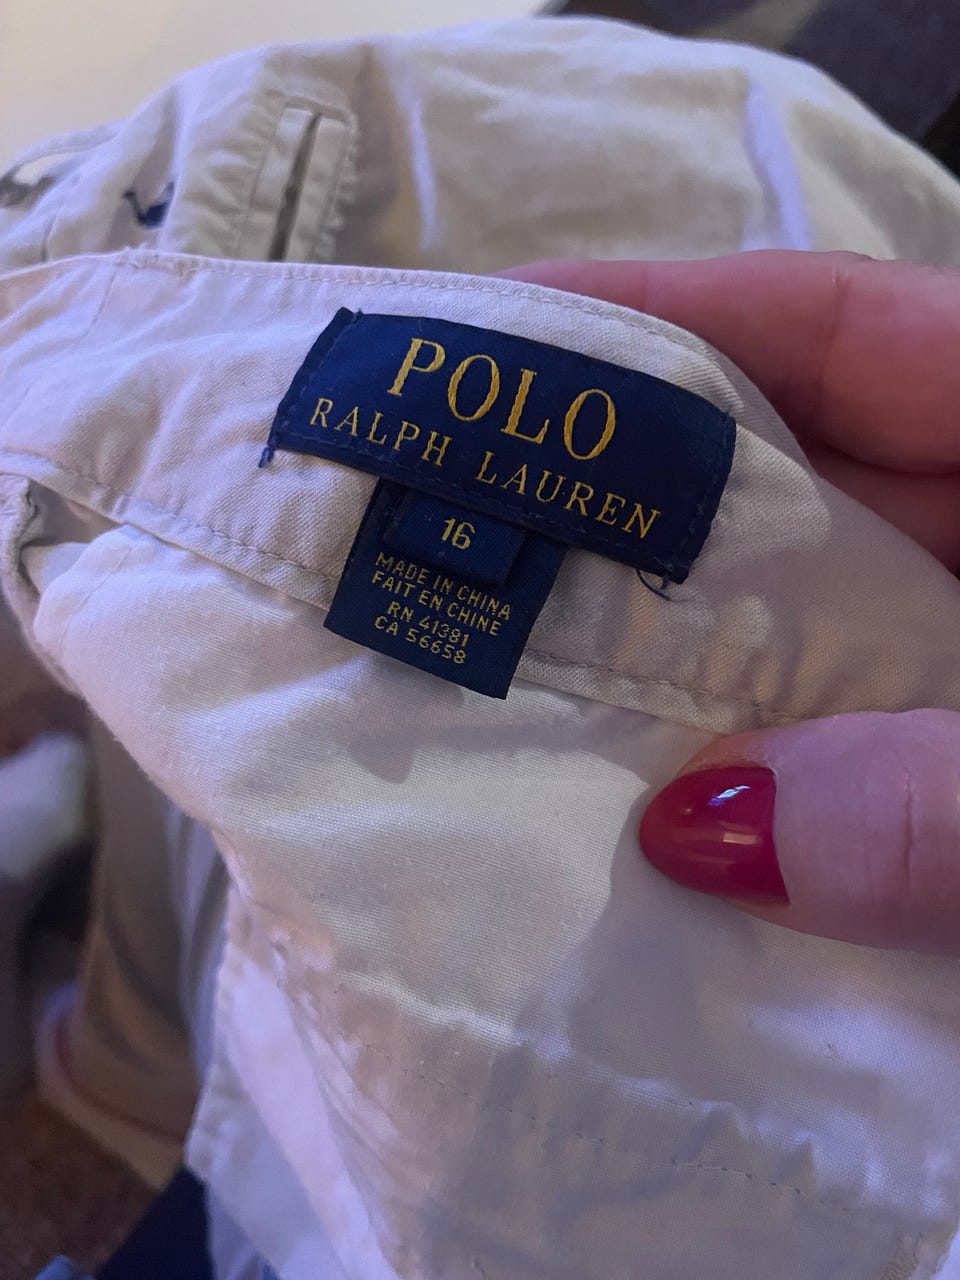 POLO
RALPH LAUREN
16
MADE IN CHINA
FAIT EN CHINE
RN 41381
CA 56658